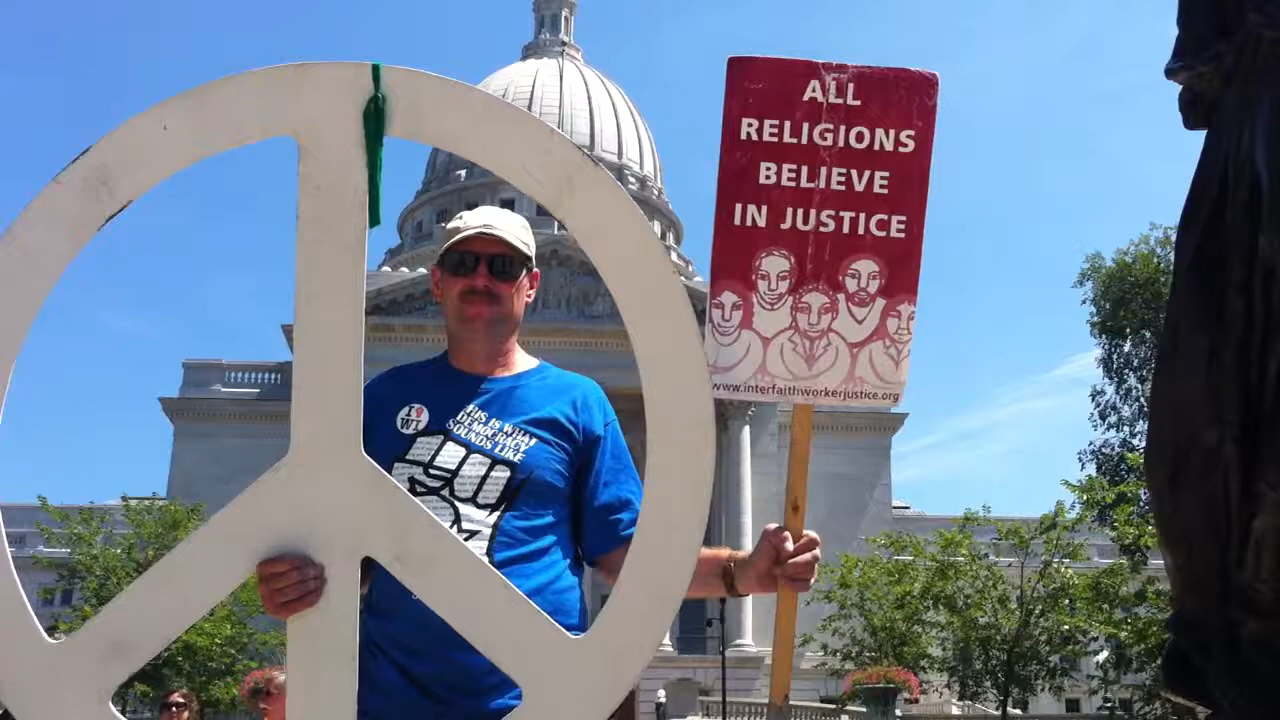 ALL
RELIGIONS
BELIEVE
IN JUSTICE
www.interfaithworkerjustice.org
I
WI
THIS IS WHAT
DEMOCRACY
SOUNDS LIKE